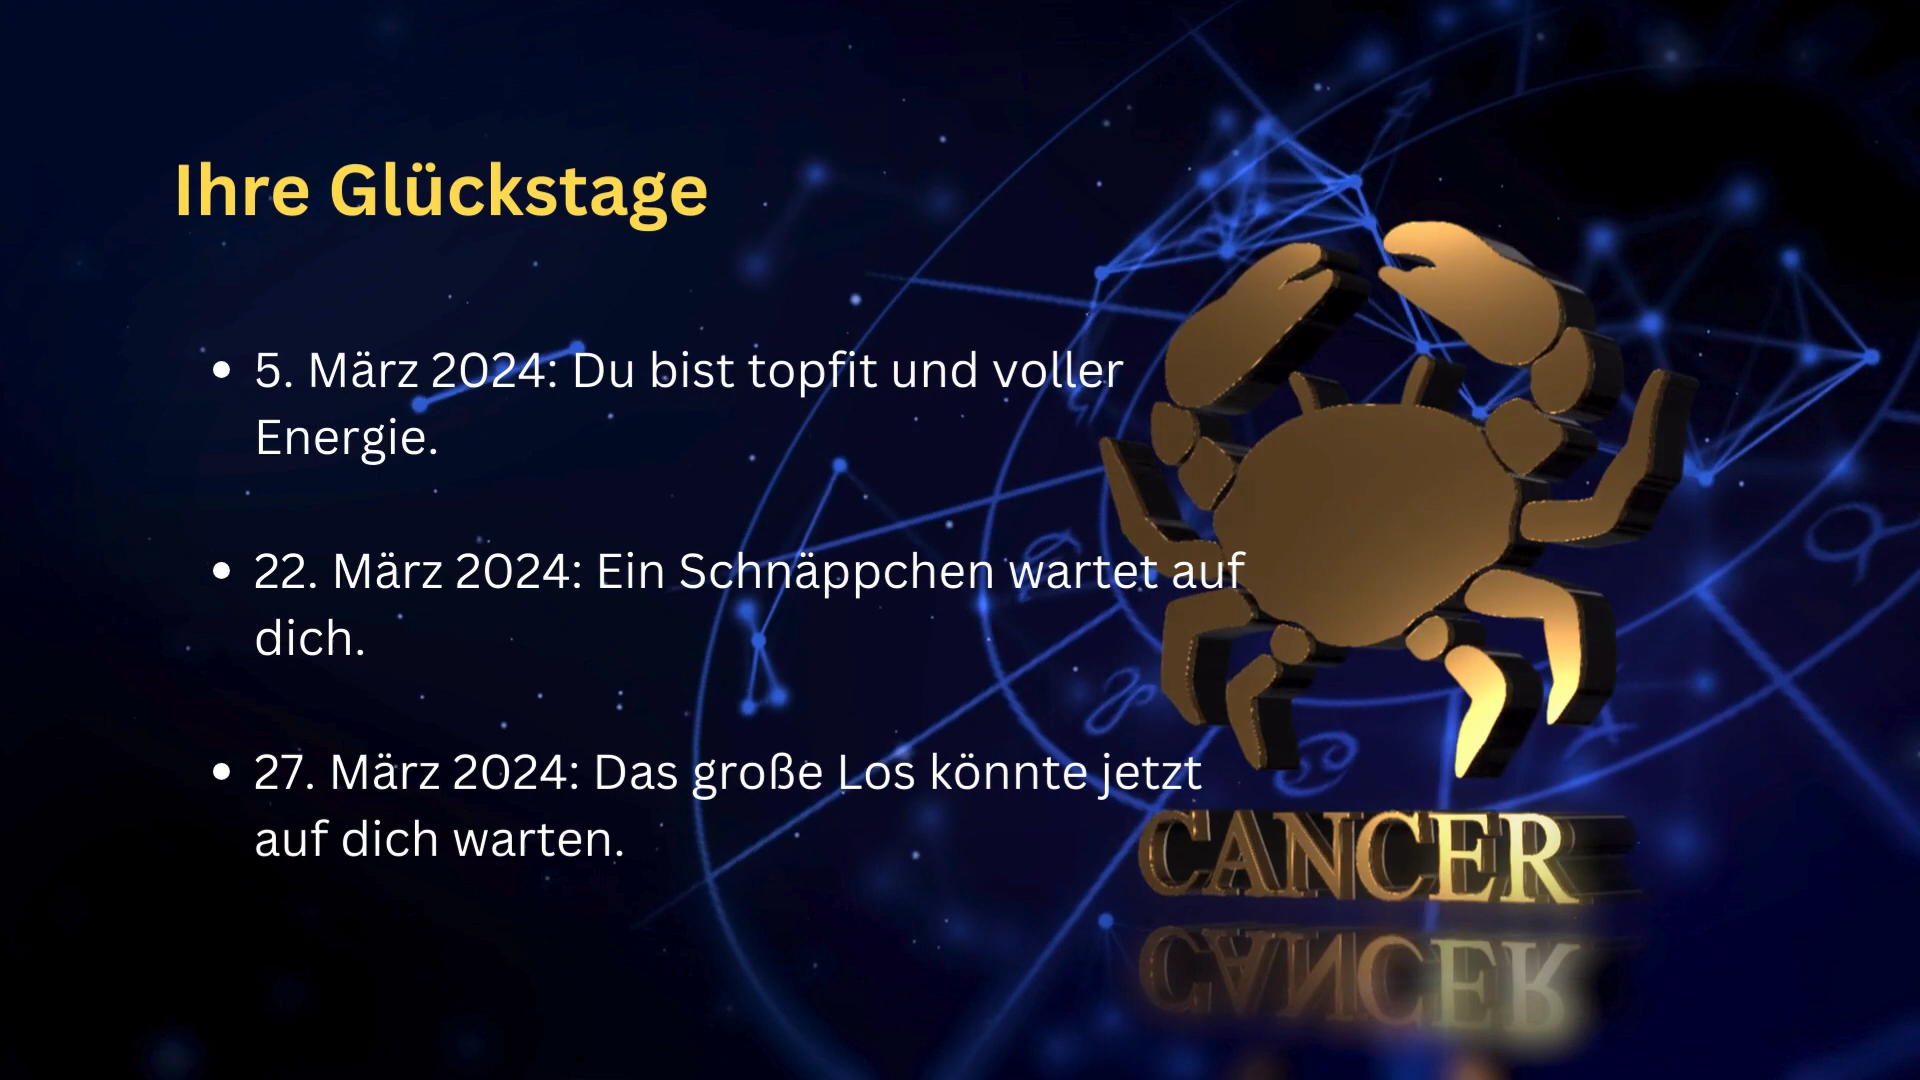 Ihre Glückstage
• 5. März 2024: Du bist topfit und voller
Energie.
• 22. März 2024: Ein Schnäppchen wartet auf
dich.
• 27. März 2024: Das große Los könnte jetzt
auf dich warten.
CANCER